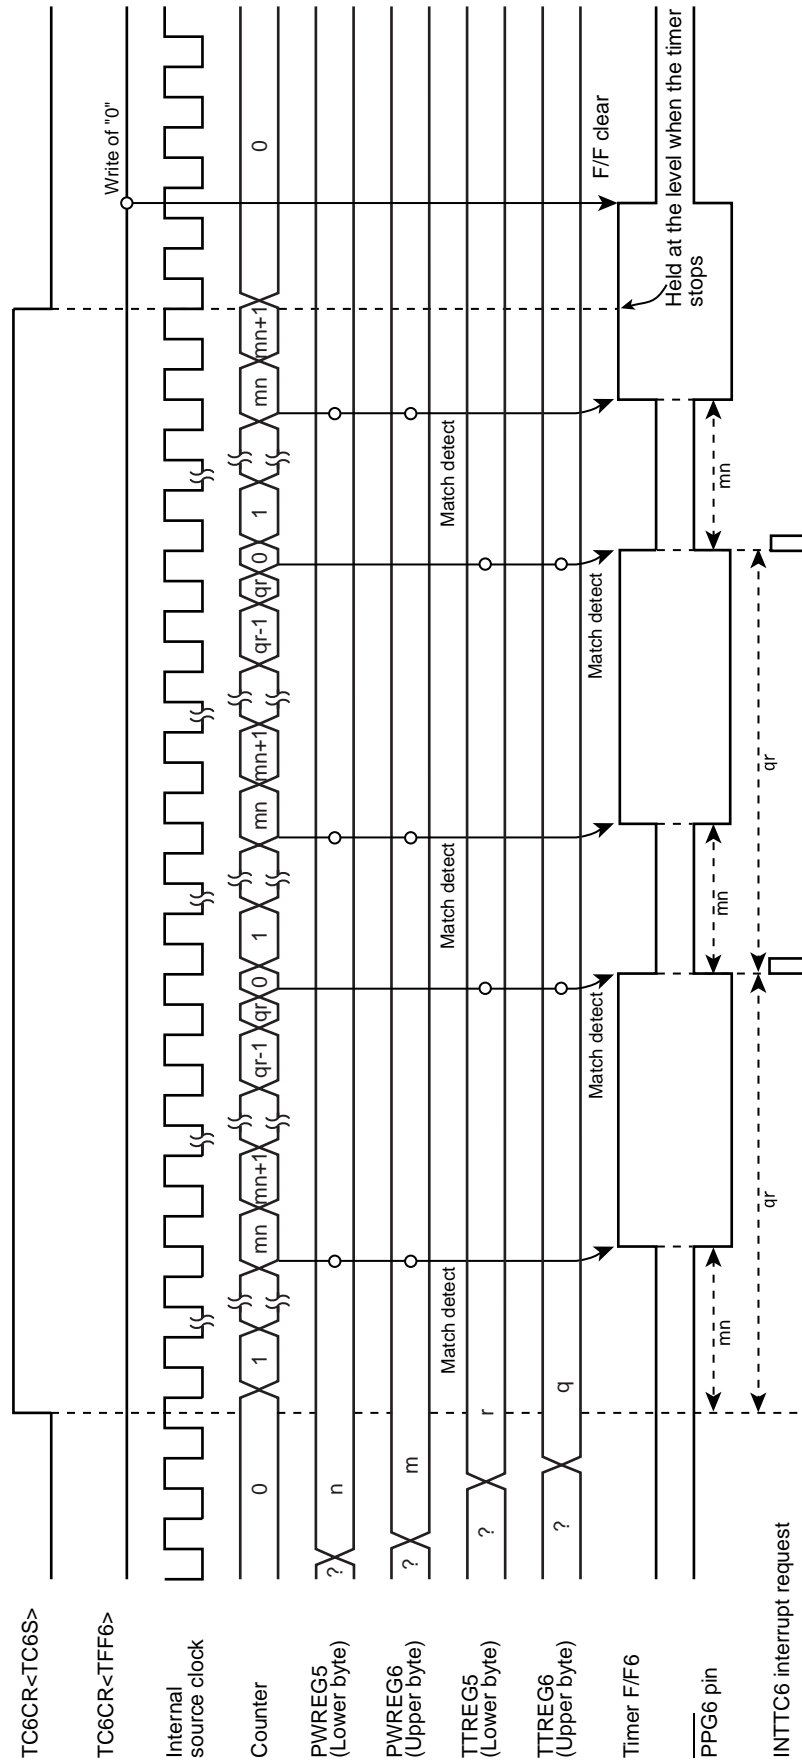 TC6CR<TC6S>
TC6CR<TFF6>
Write of "0"
Internal
source clock
Counter
0
1
mn
mn+1
qr-1
qr
0
1
mn
mn+1
qr-1
qr
0
1
mn
mn+1
0
PWREG5
(Lower byte)
?
n
PWREG6
(Upper byte)
?
m
Match detect
Match detect
Match detect
TTREG5
(Lower byte)
?
r
TTREG6
(Upper byte)
?
q
Match detect
Match detect
F/F clear
Timer F/F6
Held at the level when the timer
stops
PPG6 pin
mn
mn
mn
qr
qr
INTTC6 interrupt request